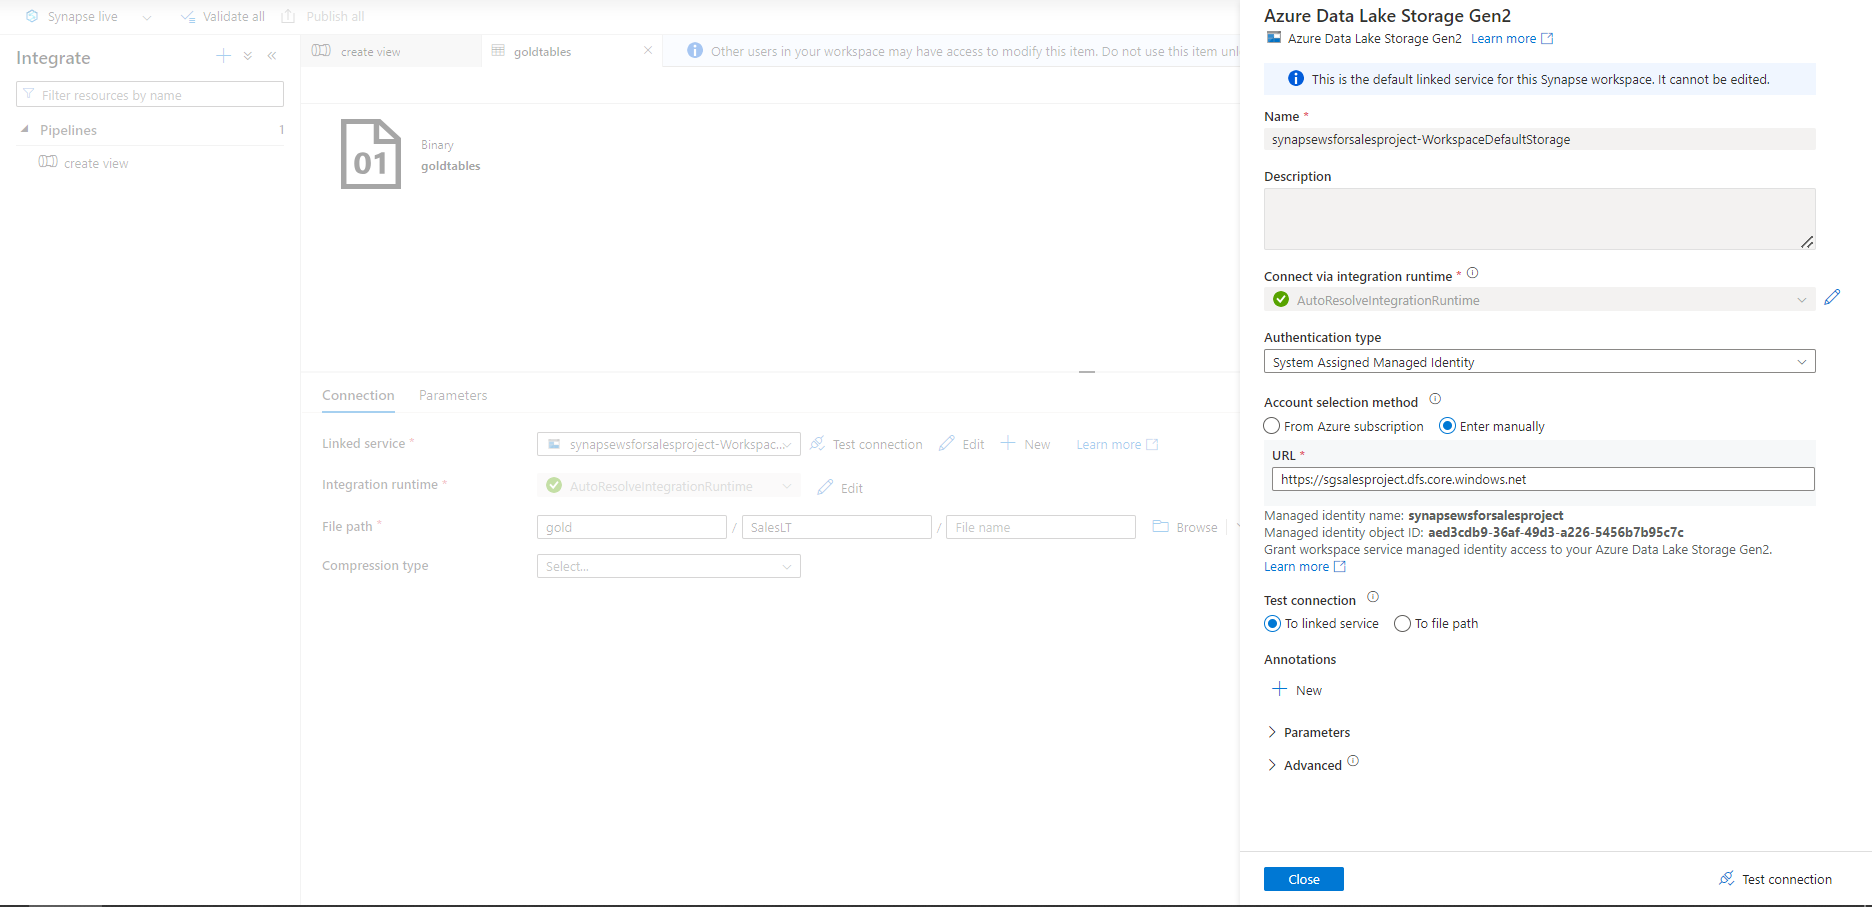 Synapse live
Validate all
Publish all
Integrate
Filter resources by name
Pipelines
1
create view
create view
goldtables
Other users in your workspace may have access to modify this item. Do not use this item unl
01
Binary
goldtables
Connection
Parameters
Linked service *
synapsewsforsalesproject-Workspac...
Test connection
Edit
New
Learn more
Integration runtime *
AutoResolveIntegrationRuntime
Edit
File path *
gold
/
SalesLT
/
File name
Browse
Compression type
Select...
Azure Data Lake Storage Gen2
Azure Data Lake Storage Gen2 Learn more
This is the default linked service for this Synapse workspace. It cannot be edited.
Name *
synapsewsforsalesproject-WorkspaceDefaultStorage
Description
Connect via integration runtime *
AutoResolveIntegrationRuntime
Authentication type
System Assigned Managed Identity
Account selection method
From Azure subscription
Enter manually
URL *
https://sgsalesproject.dfs.core.windows.net
Managed identity name: synapsewsforsalesproject
Managed identity object ID: aed3cdb9-36af-49d3-a226-5456b7b95c7c
Grant workspace service managed identity access to your Azure Data Lake Storage Gen2.
Learn more
Test connection
To linked service
To file path
Annotations
New
Parameters
Advanced
Close
Test connection